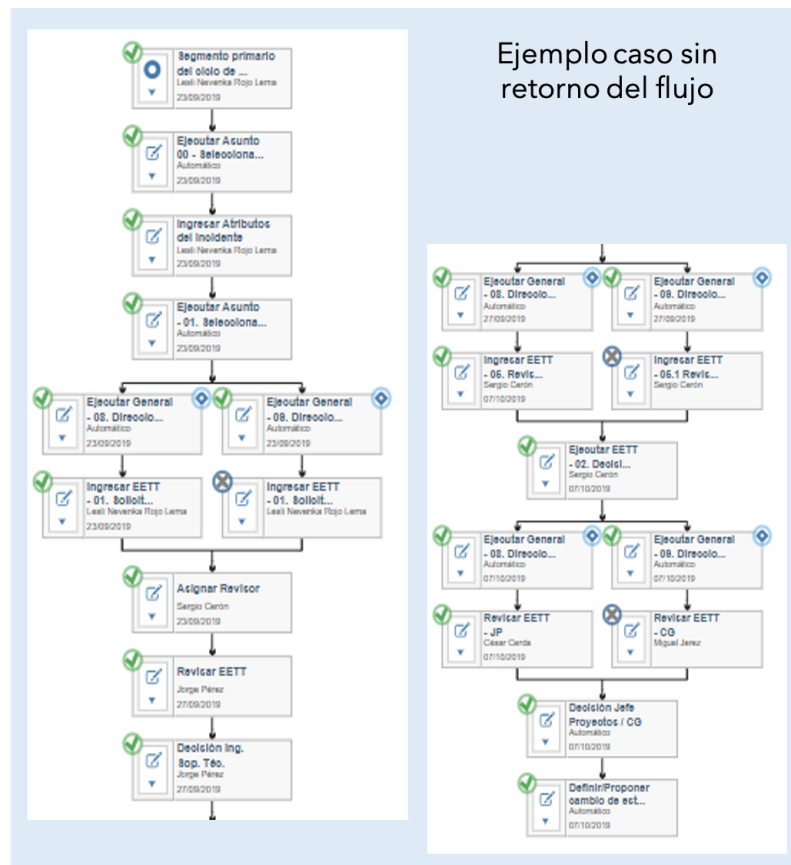 Ejemplo caso sin
retorno del flujo
Segmento primario
del ciclo de ...
Lesli Nevenka Rojo Lema
23/09/2019
Ejecutar Asunto
00 - Selecciona...
Automático
23/09/2019
Ingresar Atributos
del Incidente
Lesli Nevenka Rojo Lema
23/09/2019
Ejecutar Asunto
- 01. Selecciona...
Automático
23/09/2019
Ejecutar General
- 08. Direccio...
Automático
23/09/2019
Ejecutar General
- 09. Direccio...
Automático
23/09/2019
Ingresar EETT
- 01. Solicit...
Lesli Nevenka Rojo Lema
23/09/2019
Ingresar EETT
- 01. Solicit...
Lesli Nevenka Rojo Lema
Asignar Revisor
Sergio Cerón
23/09/2019
Revisar EETT
Jorge Pérez
27/09/2019
Decisión Ing.
Sop. Téc.
Jorge Pérez
27/09/2019
Ejecutar General
- 08. Direccio...
Automático
27/09/2019
Ejecutar General
- 09. Direccio...
Automático
27/09/2019
Ingresar EETT
- 05. Revis...
Sergio Cerón
07/10/2019
Ingresar EETT
- 05.1 Revis...
Sergio Cerón
Ejecutar EETT
- 02. Decisi...
Sergio Cerón
07/10/2019
Ejecutar General
- 08. Direccio...
Automático
07/10/2019
Ejecutar General
- 09. Direccio...
Automático
07/10/2019
Revisar EETT
- JP
César Cerda
07/10/2019
Revisar EETT
- CG
Miguel Jerez
Decisión Jefe
Proyectos / CG
Automático
07/10/2019
Definir/Proponer
cambio de est...
Automático
07/10/2019